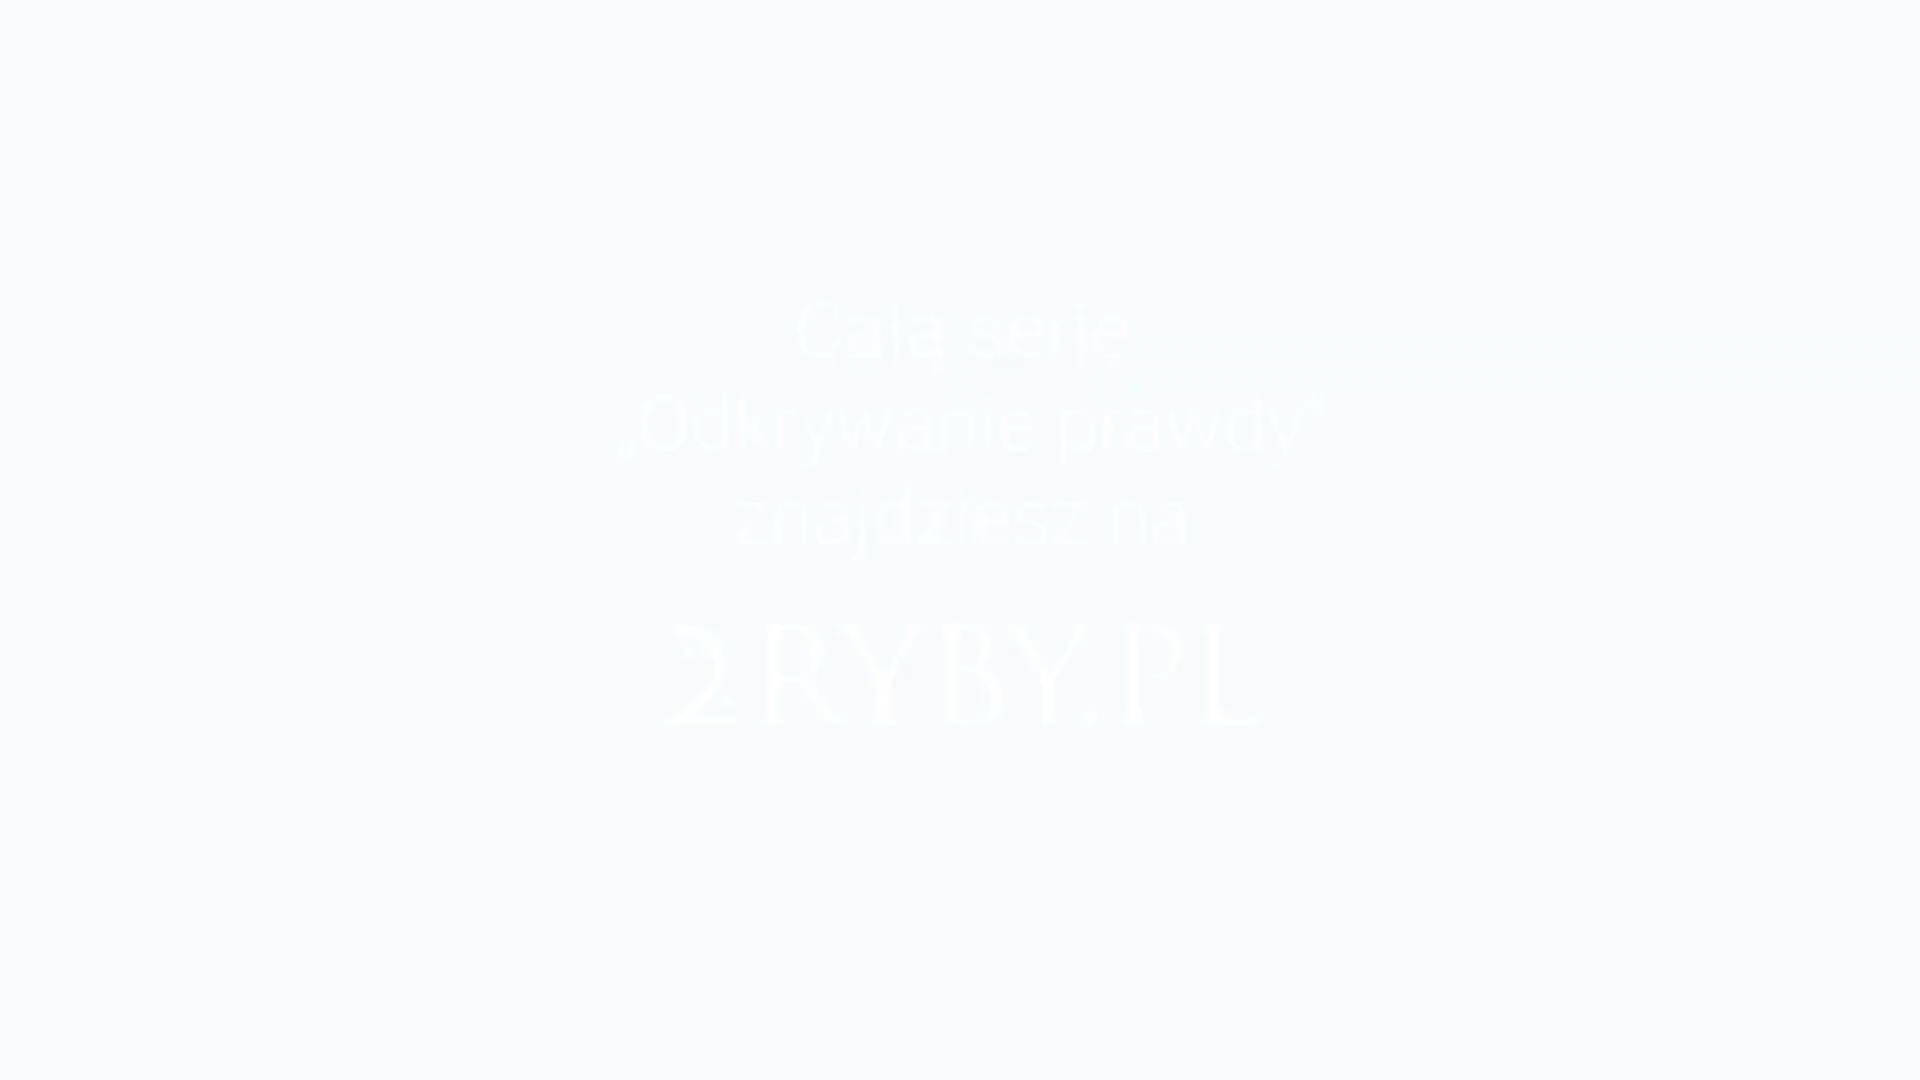 Całą serię
„Odkrywanie prawdy”
znajdziesz na
2RYBY.PL